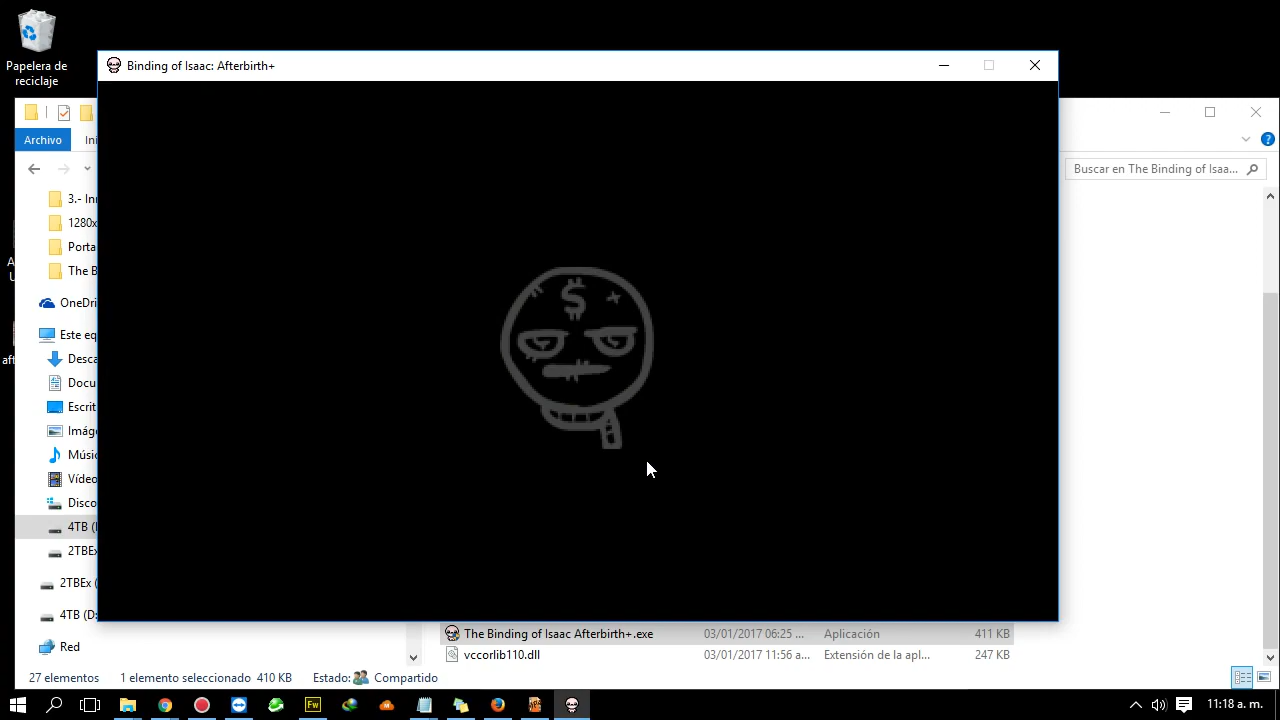 Papelera de
reciclaje
Binding of Isaac: Afterbirth+
Archivo
Buscar en The Binding of Isaa...
3.- In
1280x
Porta
The B
OneDri
Este eq
Desca
Docu
Escrit
Imáge
Músic
Vídeo
Disco
4TB (
2TBEx
2TBEx (
4TB (D:
Red
The Binding of Isaac Afterbirth+.exe 03/01/2017 06:25 ... Aplicación 411 KB
vccorlib110.dll 03/01/2017 11:56 a... Extensión de la apl... 247 KB
27 elementos 1 elemento seleccionado 410 KB Estado: Compartido
Fw
11:18 a. m.